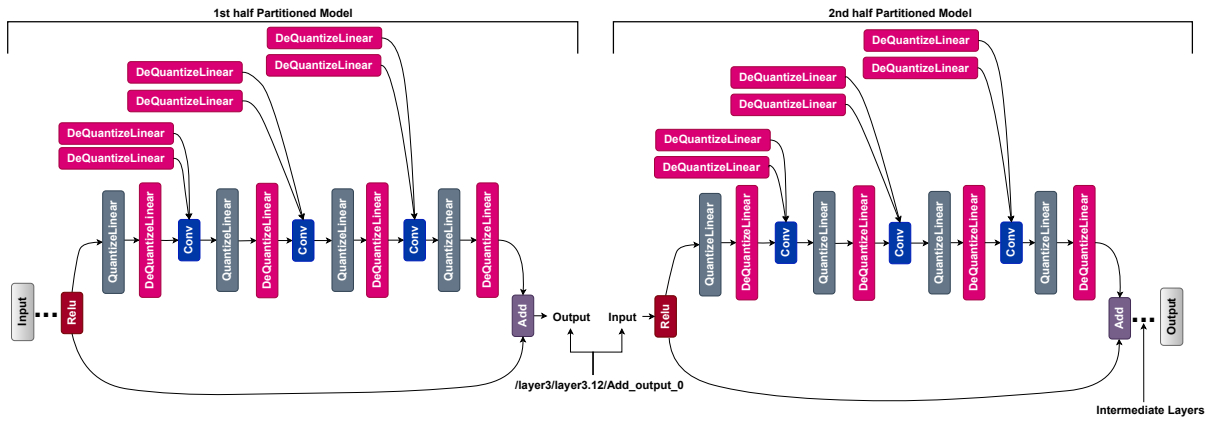 1st half Partitioned Model
2nd half Partitioned Model
DeQuantizeLinear
DeQuantizeLinear
DeQuantizeLinear
DeQuantizeLinear
DeQuantizeLinear
DeQuantizeLinear
QuantizeLinear
DeQuantizeLinear
Conv
QuantizeLinear
DeQuantizeLinear
Conv
QuantizeLinear
DeQuantizeLinear
Conv
QuantizeLinear
DeQuantizeLinear
Input
Relu
Add
Output
DeQuantizeLinear
DeQuantizeLinear
DeQuantizeLinear
DeQuantizeLinear
DeQuantizeLinear
DeQuantizeLinear
QuantizeLinear
DeQuantizeLinear
Conv
QuantizeLinear
DeQuantizeLinear
Conv
QuantizeLinear
DeQuantizeLinear
Conv
QuantizeLinear
DeQuantizeLinear
Input
Relu
Add
Output
/layer3/layer3.12/Add_output_0
Intermediate Layers